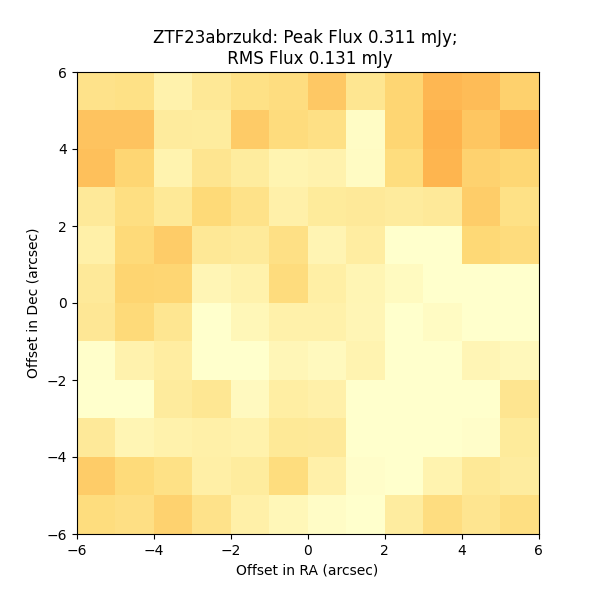 ZTF23abrzukd: Peak Flux 0.311 mJy;
RMS Flux 0.131 mJy
6
4
2
0
−2
−4
−6
Offset in Dec (arcsec)
−6 −4 −2 0 2 4 6
Offset in RA (arcsec)